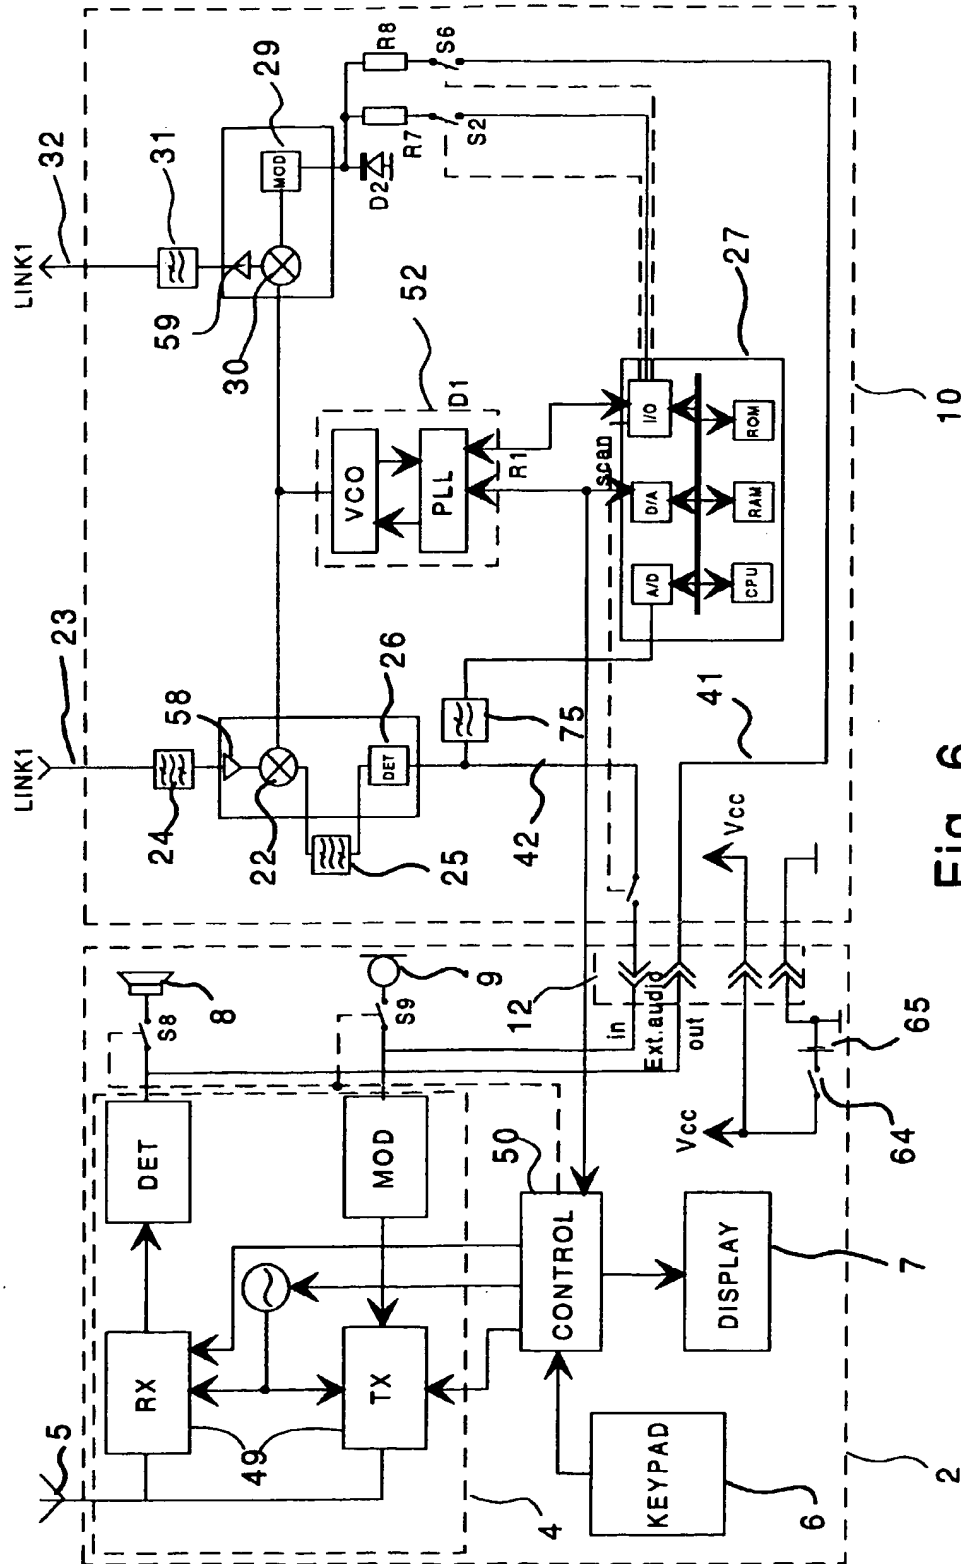 LINK1
32
31
59
30
29
MOD
D2
R7
R8
S2
S6
LINK1
23
24
58
22
25
26
DET
52
VCO
PLL
D1
R1
scan
27
I/O
D/A
A/D
ROM
RAM
CPU
75
42
41
10
5
RX
DET
S8
8
49
TX
MOD
S9
9
4
12
in
Ext.audio
out
50
CONTROL
KEYPAD
6
DISPLAY
7
Vcc
Vcc
64
65
2
Fig. 6